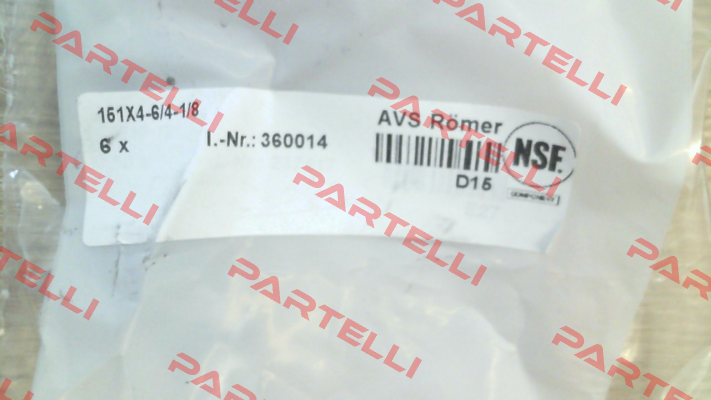 161X4-6/4-1/8
AVS Römer
6 x
I.-Nr.: 360014
NSF.
D15
COMPONENT
PARTELLI
PARTELLI
PARTELLI
PARTELLI
PARTELLI
PARTELLI
PARTELLI
PARTELLI
PARTELLI